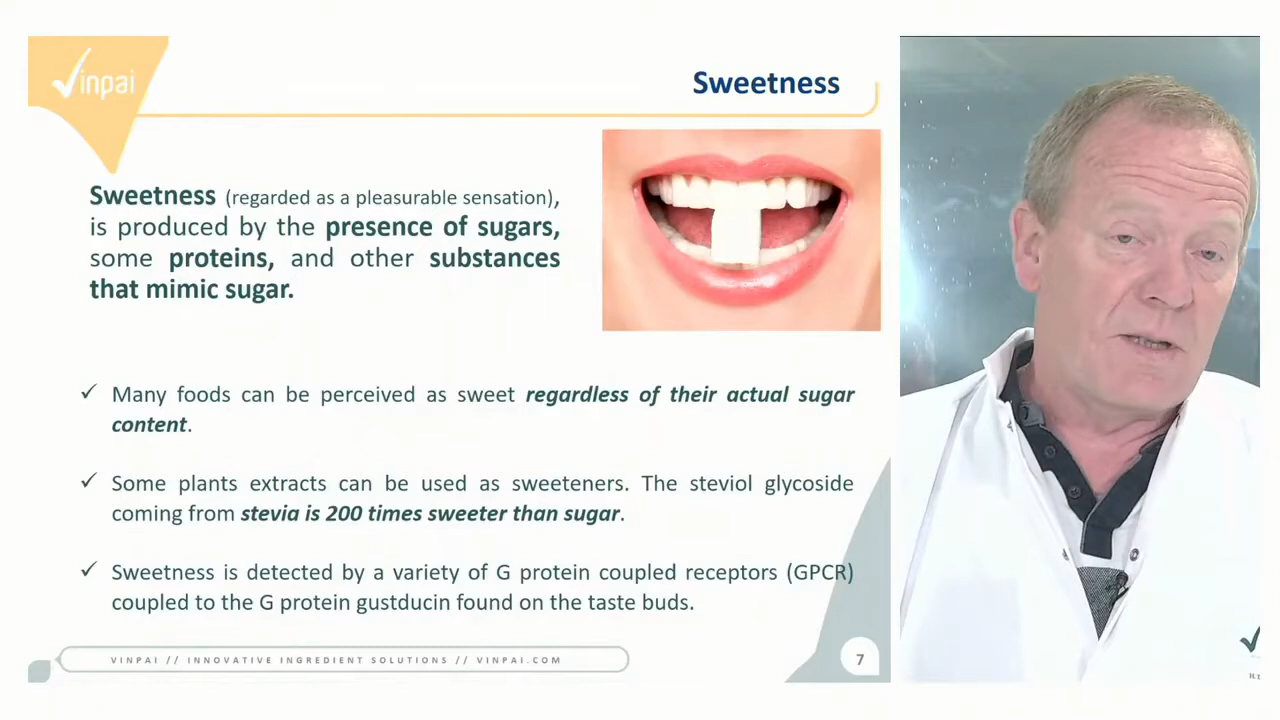 Vinpai
Sweetness
Sweetness (regarded as a pleasurable sensation),
is produced by the presence of sugars,
some proteins, and other substances
that mimic sugar.
✓ Many foods can be perceived as sweet regardless of their actual sugar
content.
✓ Some plants extracts can be used as sweeteners. The steviol glycoside
coming from stevia is 200 times sweeter than sugar.
✓ Sweetness is detected by a variety of G protein coupled receptors (GPCR)
coupled to the G protein gustducin found on the taste buds.
VINPAI // INNOVATIVE INGREDIENT SOLUTIONS // VINPAI.COM
7